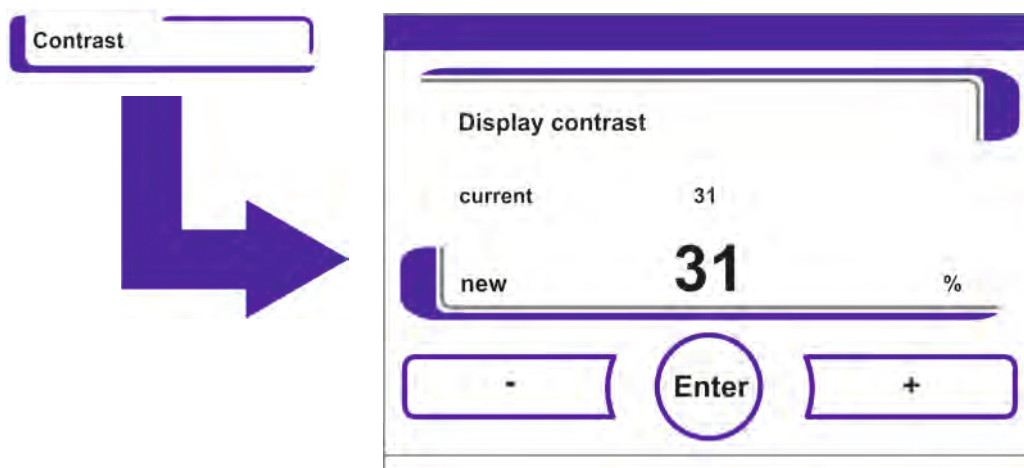 Contrast
Display contrast
current 31
new 31 %
- Enter +